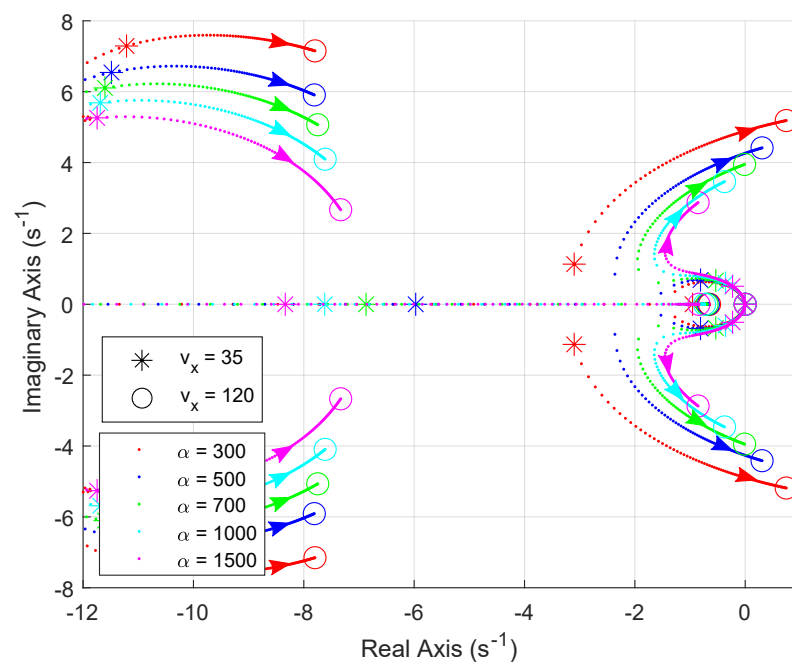 8
6
4
2
0
-2
-4
-6
-8
Imaginary Axis (s⁻¹)
vₓ = 35
vₓ = 120
α = 300
α = 500
α = 700
α = 1000
α = 1500
-12 -10 -8 -6 -4 -2 0
Real Axis (s⁻¹)